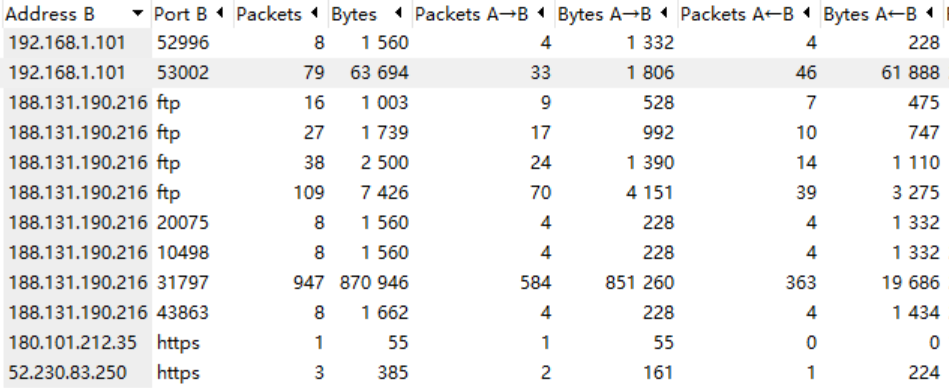 Address B Port B Packets Bytes Packets A→B Bytes A→B Packets A←B Bytes A←B
192.168.1.101 52996 8 1 560 4 1 332 4 228
192.168.1.101 53002 79 63 694 33 1 806 46 61 888
188.131.190.216 ftp 16 1 003 9 528 7 475
188.131.190.216 ftp 27 1 739 17 992 10 747
188.131.190.216 ftp 38 2 500 24 1 390 14 1 110
188.131.190.216 ftp 109 7 426 70 4 151 39 3 275
188.131.190.216 20075 8 1 560 4 228 4 1 332
188.131.190.216 10498 8 1 560 4 228 4 1 332
188.131.190.216 31797 947 870 946 584 851 260 363 19 686
188.131.190.216 43863 8 1 662 4 228 4 1 434
180.101.212.35 https 1 55 1 55 0 0
52.230.83.250 https 3 385 2 161 1 224